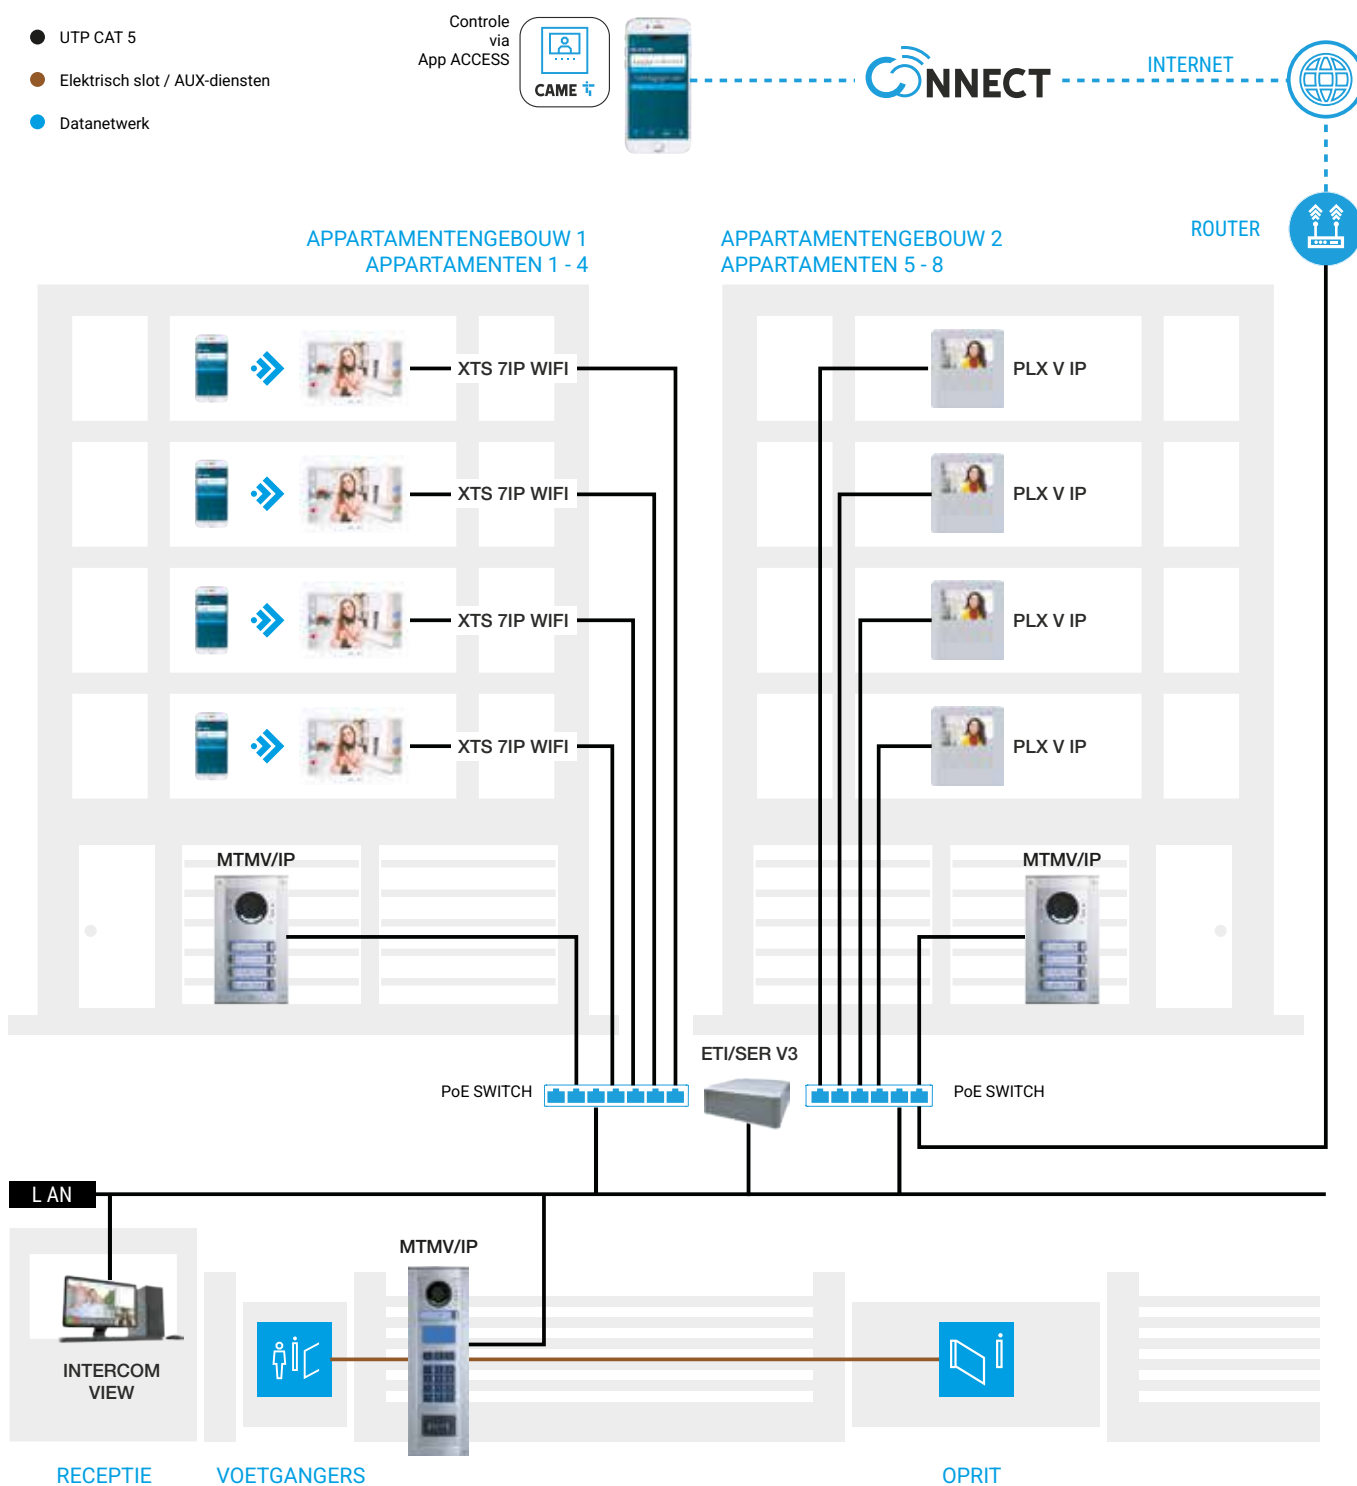 UTP CAT 5
Elektrisch slot / AUX-diensten
Datanetwerk
Controle
via
App ACCESS
CAME
CONNECT
INTERNET
ROUTER
APPARTAMENTENGEBOUW 1
APPARTAMENTEN 1 - 4
APPARTAMENTENGEBOUW 2
APPARTAMENTEN 5 - 8
XTS 7IP WIFI
PLX V IP
XTS 7IP WIFI
PLX V IP
XTS 7IP WIFI
PLX V IP
XTS 7IP WIFI
PLX V IP
MTMV/IP
MTMV/IP
ETI/SER V3
PoE SWITCH
PoE SWITCH
L AN
MTMV/IP
INTERCOM
VIEW
RECEPTIE
VOETGANGERS
OPRIT